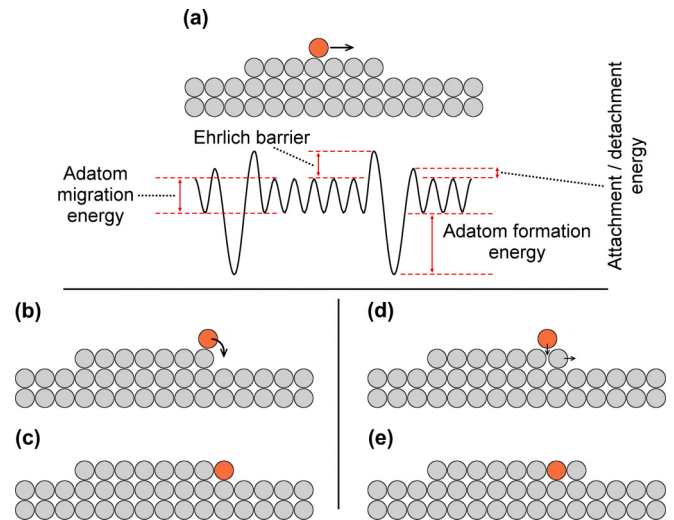 (a)
Ehrlich barrier
Adatom
migration
energy
Adatom formation
energy
Attachment / detachment
energy
(b)
(d)
(c)
(e)